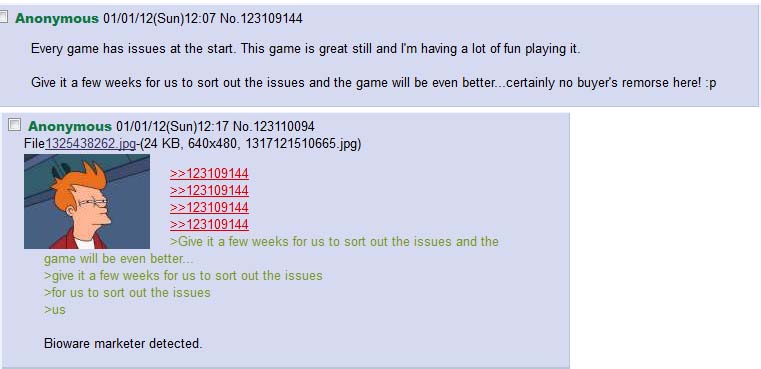 Anonymous 01/01/12(Sun)12:07 No.123109144
Every game has issues at the start. This game is great still and I'm having a lot of fun playing it.
Give it a few weeks for us to sort out the issues and the game will be even better...certainly no buyer's remorse here! :p
Anonymous 01/01/12(Sun)12:17 No.123110094
File1325438262.jpg-(24 KB, 640x480, 1317121510665.jpg)
>>123109144
>>123109144
>>123109144
>>123109144
>Give it a few weeks for us to sort out the issues and the
game will be even better...
>give it a few weeks for us to sort out the issues
>for us to sort out the issues
>us
Bioware marketer detected.